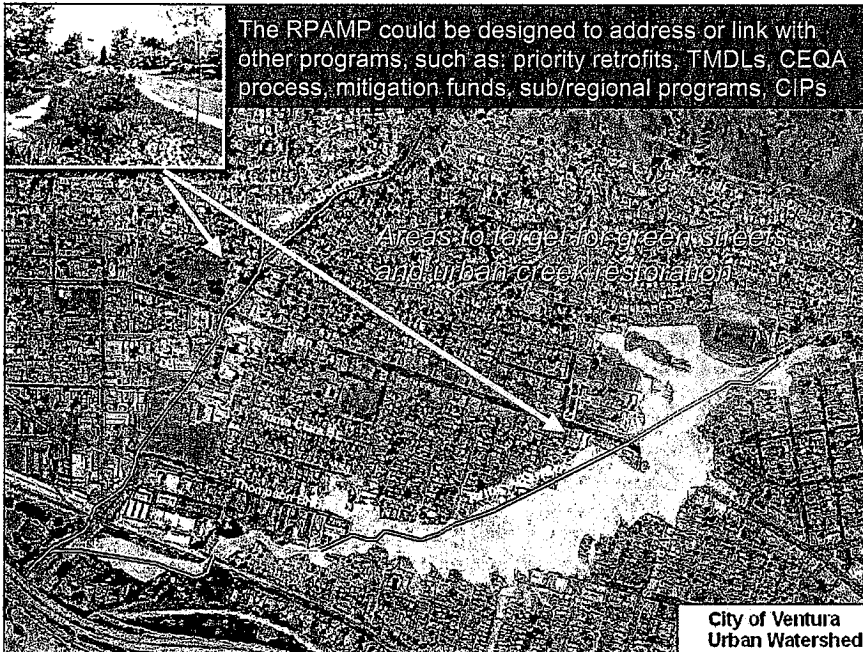 The RPAMP could be designed to address or link with
other programs, such as: priority retrofits, TMDLs, CEQA
process, mitigation funds, sub/regional programs, CIPs
Areas to target for green streets
and urban creek restoration
City of Ventura
Urban Watershed